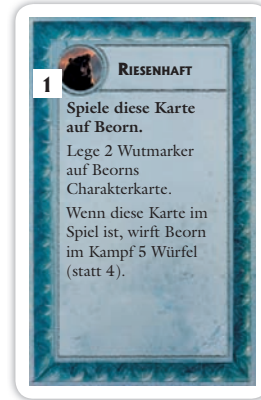 RIESENHAFT
1
Spiele diese Karte
auf Beorn.
Lege 2 Wutmarker
auf Beorns
Charakterkarte.
Wenn diese Karte im
Spiel ist, wirft Beorn
im Kampf 5 Würfel
(statt 4).